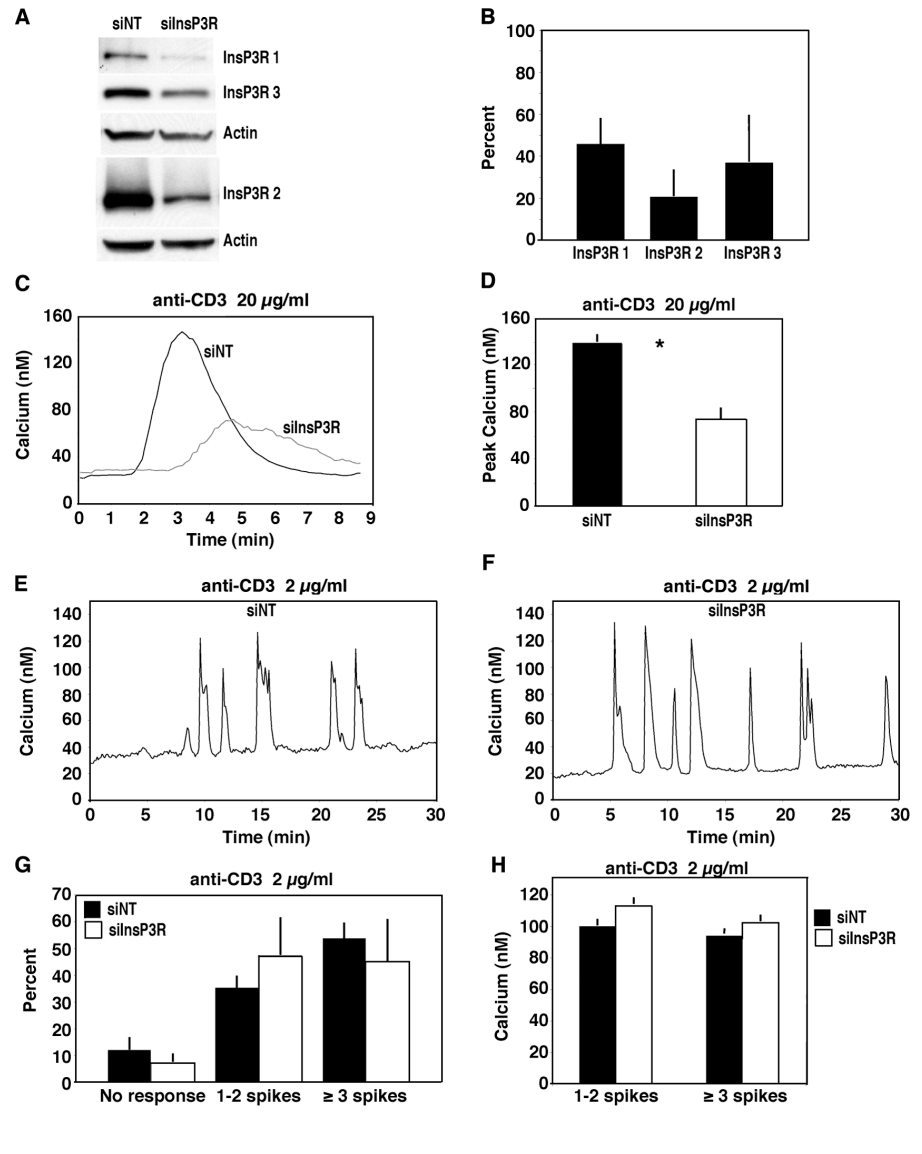 A
siNT siInsP3R
InsP3R 1
InsP3R 3
Actin
InsP3R 2
Actin
B
100
80
60
40
20
0
Percent
InsP3R 1 InsP3R 2 InsP3R 3
C
anti-CD3 20 µg/ml
160
120
80
40
0
Calcium (nM)
siNT
siInsP3R
0 1 2 3 4 5 6 7 8 9
Time (min)
D
anti-CD3 20 µg/ml
160
120
80
40
0
Peak Calcium (nM)
*
siNT siInsP3R
E
anti-CD3 2 µg/ml
siNT
140
120
100
80
60
40
20
0
Calcium (nM)
0 5 10 15 20 25 30
Time (min)
F
anti-CD3 2 µg/ml
siInsP3R
140
120
100
80
60
40
20
0
Calcium (nM)
0 5 10 15 20 25 30
Time (min)
G
anti-CD3 2 µg/ml
70
60
50
40
30
20
10
0
Percent
siNT
siInsP3R
No response 1-2 spikes ≥ 3 spikes
H
anti-CD3 2 µg/ml
120
100
80
60
40
20
0
Calcium (nM)
siNT
siInsP3R
1-2 spikes ≥ 3 spikes